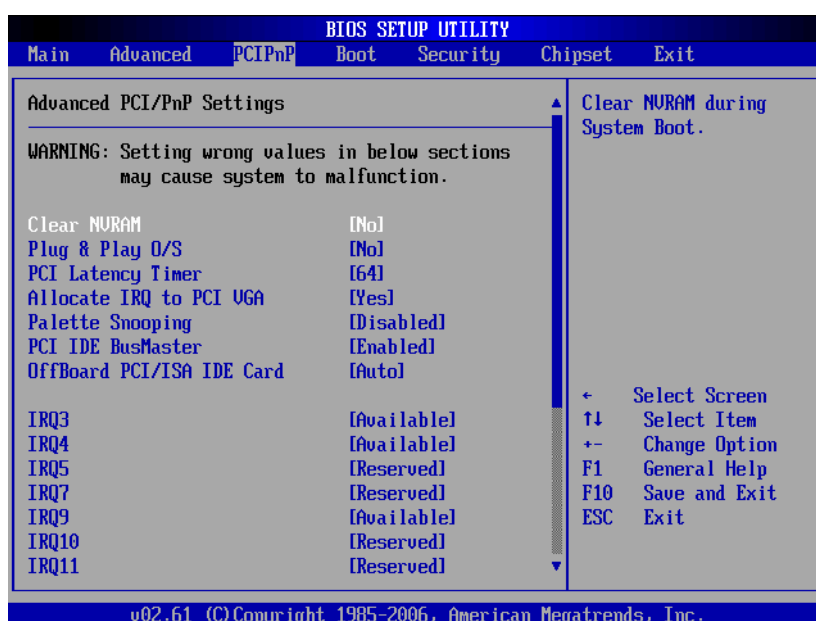 BIOS SETUP UTILITY
Main Advanced PCIPnP Boot Security Chipset Exit
Advanced PCI/PnP Settings
WARNING: Setting wrong values in below sections
may cause system to malfunction.
Clear NVRAM [No]
Plug & Play O/S [No]
PCI Latency Timer [64]
Allocate IRQ to PCI VGA [Yes]
Palette Snooping [Disabled]
PCI IDE BusMaster [Enabled]
OffBoard PCI/ISA IDE Card [Auto]
IRQ3 [Available]
IRQ4 [Available]
IRQ5 [Reserved]
IRQ7 [Reserved]
IRQ9 [Available]
IRQ10 [Reserved]
IRQ11 [Reserved]
Clear NVRAM during
System Boot.
← Select Screen
↑↓ Select Item
+- Change Option
F1 General Help
F10 Save and Exit
ESC Exit
v02.61 (C)Copyright 1985-2006, American Megatrends, Inc.